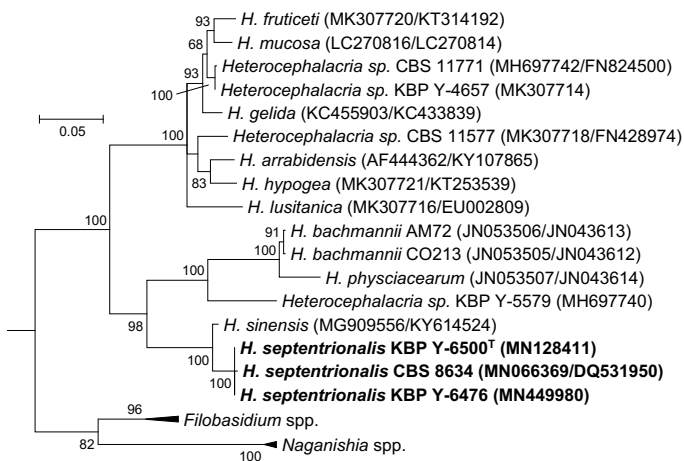 93 H. fruticeti (MK307720/KT314192)
68 H. mucosa (LC270816/LC270814)
93 Heterocephalacria sp. CBS 11771 (MH697742/FN824500)
100 Heterocephalacria sp. KBP Y-4657 (MK307714)
H. gelida (KC455903/KC433839)
0.05
100 Heterocephalacria sp. CBS 11577 (MK307718/FN428974)
H. arrabidensis (AF444362/KY107865)
83 H. hypogea (MK307721/KT253539)
H. lusitanica (MK307716/EU002809)
100
91 H. bachmannii AM72 (JN053506/JN043613)
100 H. bachmannii CO213 (JN053505/JN043612)
100 H. physciacearum (JN053507/JN043614)
Heterocephalacria sp. KBP Y-5579 (MH697740)
98 H. sinensis (MG909556/KY614524)
H. septentrionalis KBP Y-6500ᵀ (MN128411)
100 H. septentrionalis CBS 8634 (MN066369/DQ531950)
100 H. septentrionalis KBP Y-6476 (MN449980)
96 Filobasidium spp.
82 100 Naganishia spp.